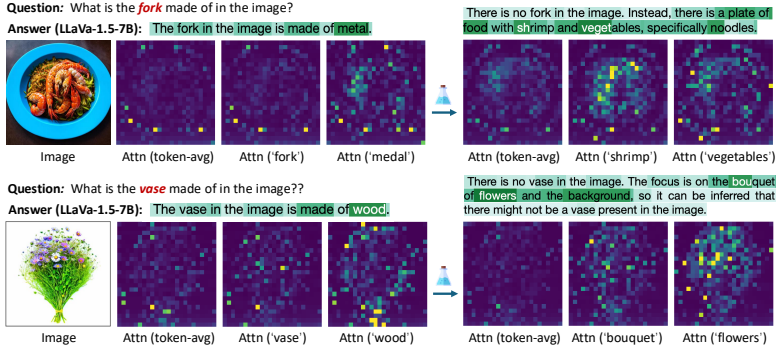 Question: What is the fork made of in the image?
Answer (LLaVa-1.5-7B): The fork in the image is made of metal.
There is no fork in the image. Instead, there is a plate of
food with shrimp and vegetables, specifically noodles.
Image Attn (token-avg) Attn ('fork') Attn ('medal') Attn (token-avg) Attn ('shrimp') Attn ('vegetables')
Question: What is the vase made of in the image??
Answer (LLaVa-1.5-7B): The vase in the image is made of wood.
There is no vase in the image. The focus is on the bouquet
of flowers and the background, so it can be inferred that
there might not be a vase present in the image.
Image Attn (token-avg) Attn ('vase') Attn ('wood') Attn (token-avg) Attn ('bouquet') Attn ('flowers')